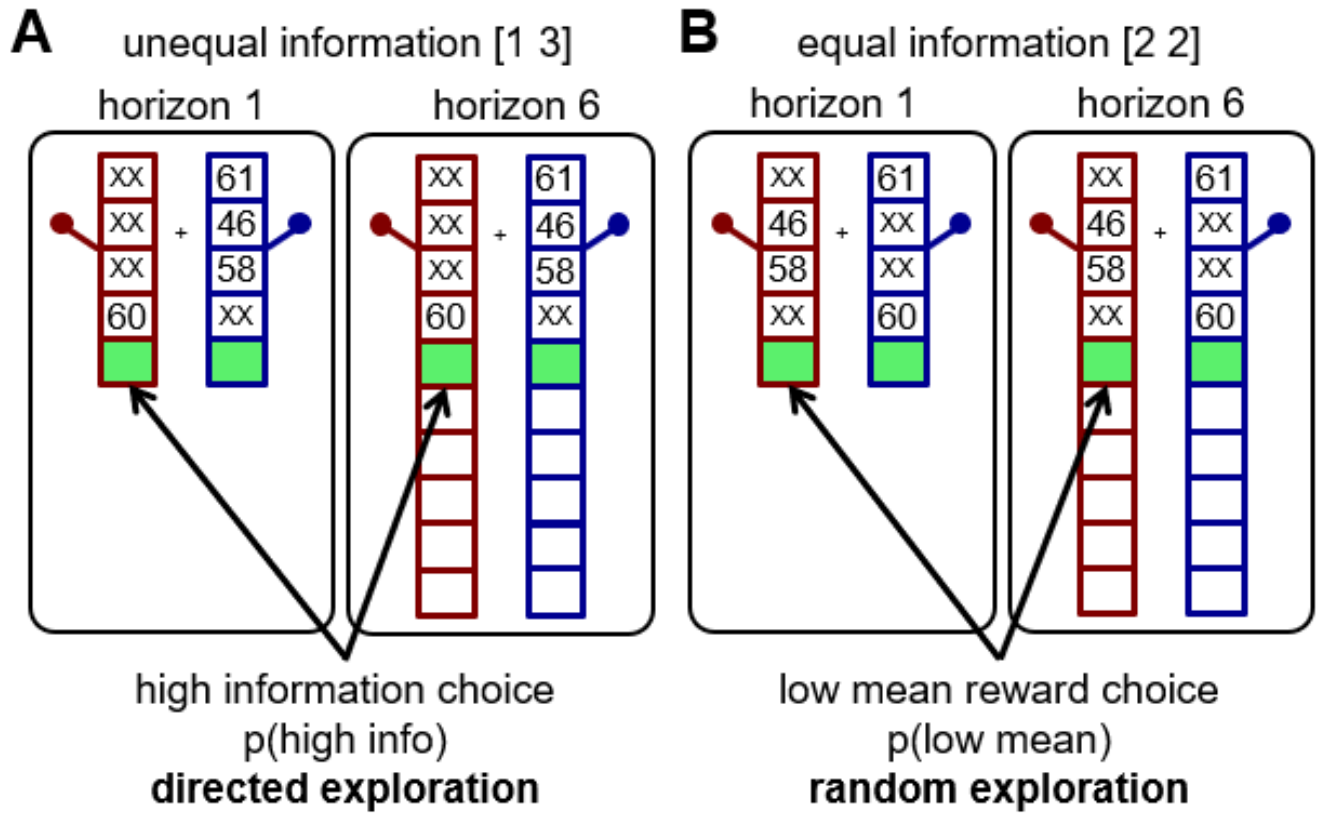 A unequal information [1 3]
horizon 1 horizon 6
XX 61
XX + 46
XX 58
60 XX
XX 61
XX + 46
XX 58
60 XX
high information choice
p(high info)
directed exploration
B equal information [2 2]
horizon 1 horizon 6
XX 61
46 + XX
58 XX
XX 60
XX 61
46 + XX
58 XX
XX 60
low mean reward choice
p(low mean)
random exploration